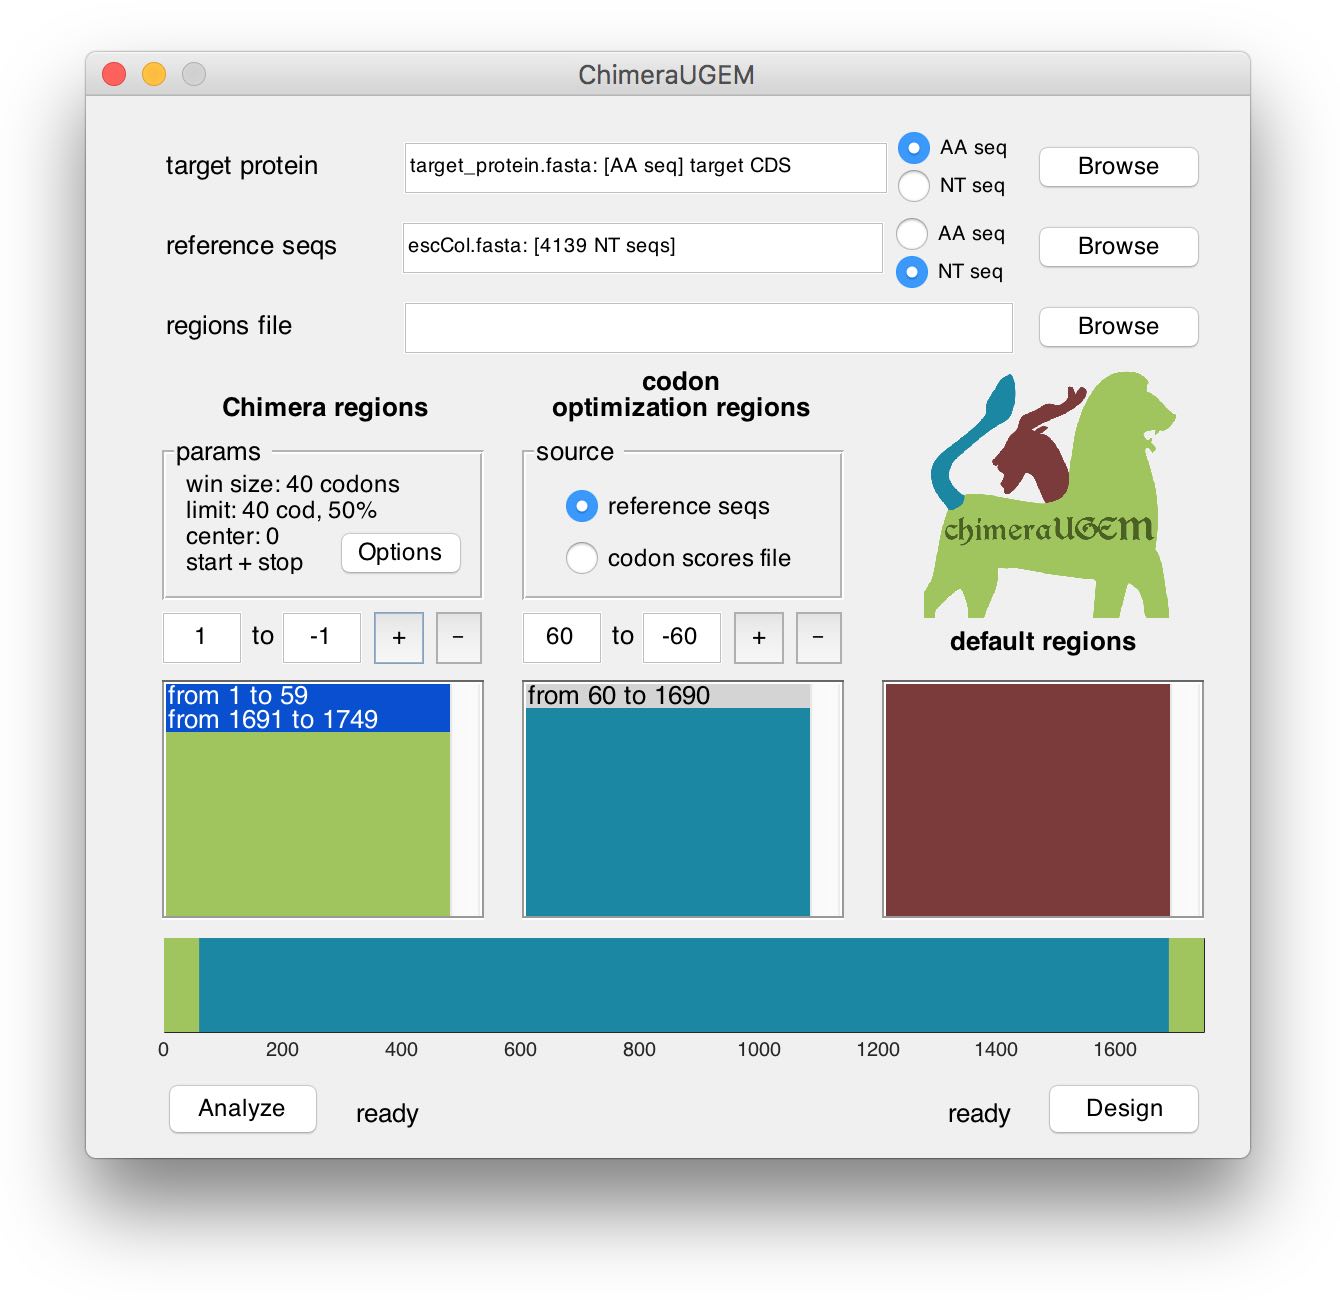 ChimeraUGEM
target protein
target_protein.fasta: [AA seq] target CDS
AA seq
NT seq
Browse
reference seqs
escCol.fasta: [4139 NT seqs]
AA seq
NT seq
Browse
regions file
Browse
Chimera regions
codon
optimization regions
params
win size: 40 codons
limit: 40 cod, 50%
center: 0
start + stop
Options
source
reference seqs
codon scores file
chimeraUGEM
1 to -1 + -
60 to -60 + -
default regions
from 1 to 59
from 1691 to 1749
from 60 to 1690
0 200 400 600 800 1000 1200 1400 1600
Analyze
ready
ready
Design